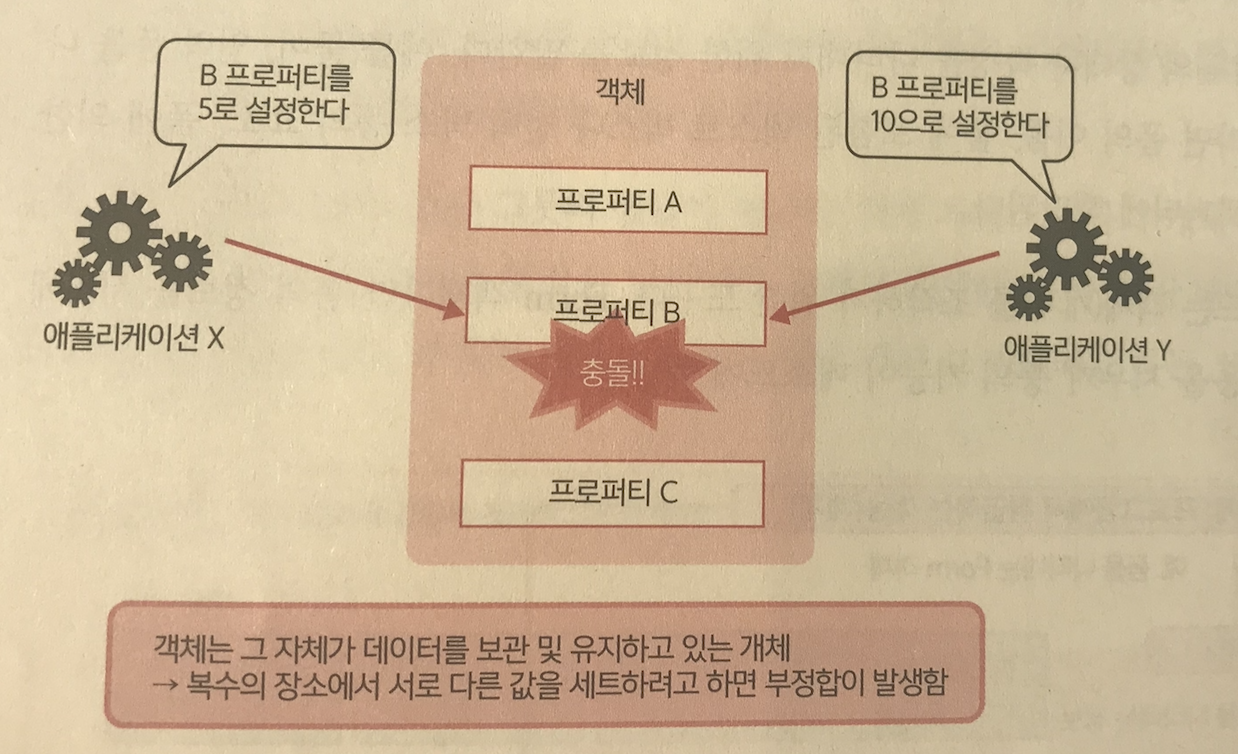 B 프로퍼티를
5로 설정한다
객체
B 프로퍼티를
10으로 설정한다
프로퍼티 A
프로퍼티 B
충돌!!
애플리케이션 X
애플리케이션 Y
프로퍼티 C
객체는 그 자체가 데이터를 보관 및 유지하고 있는 개체
→ 복수의 장소에서 서로 다른 값을 세트하려고 하면 부정합이 발생함